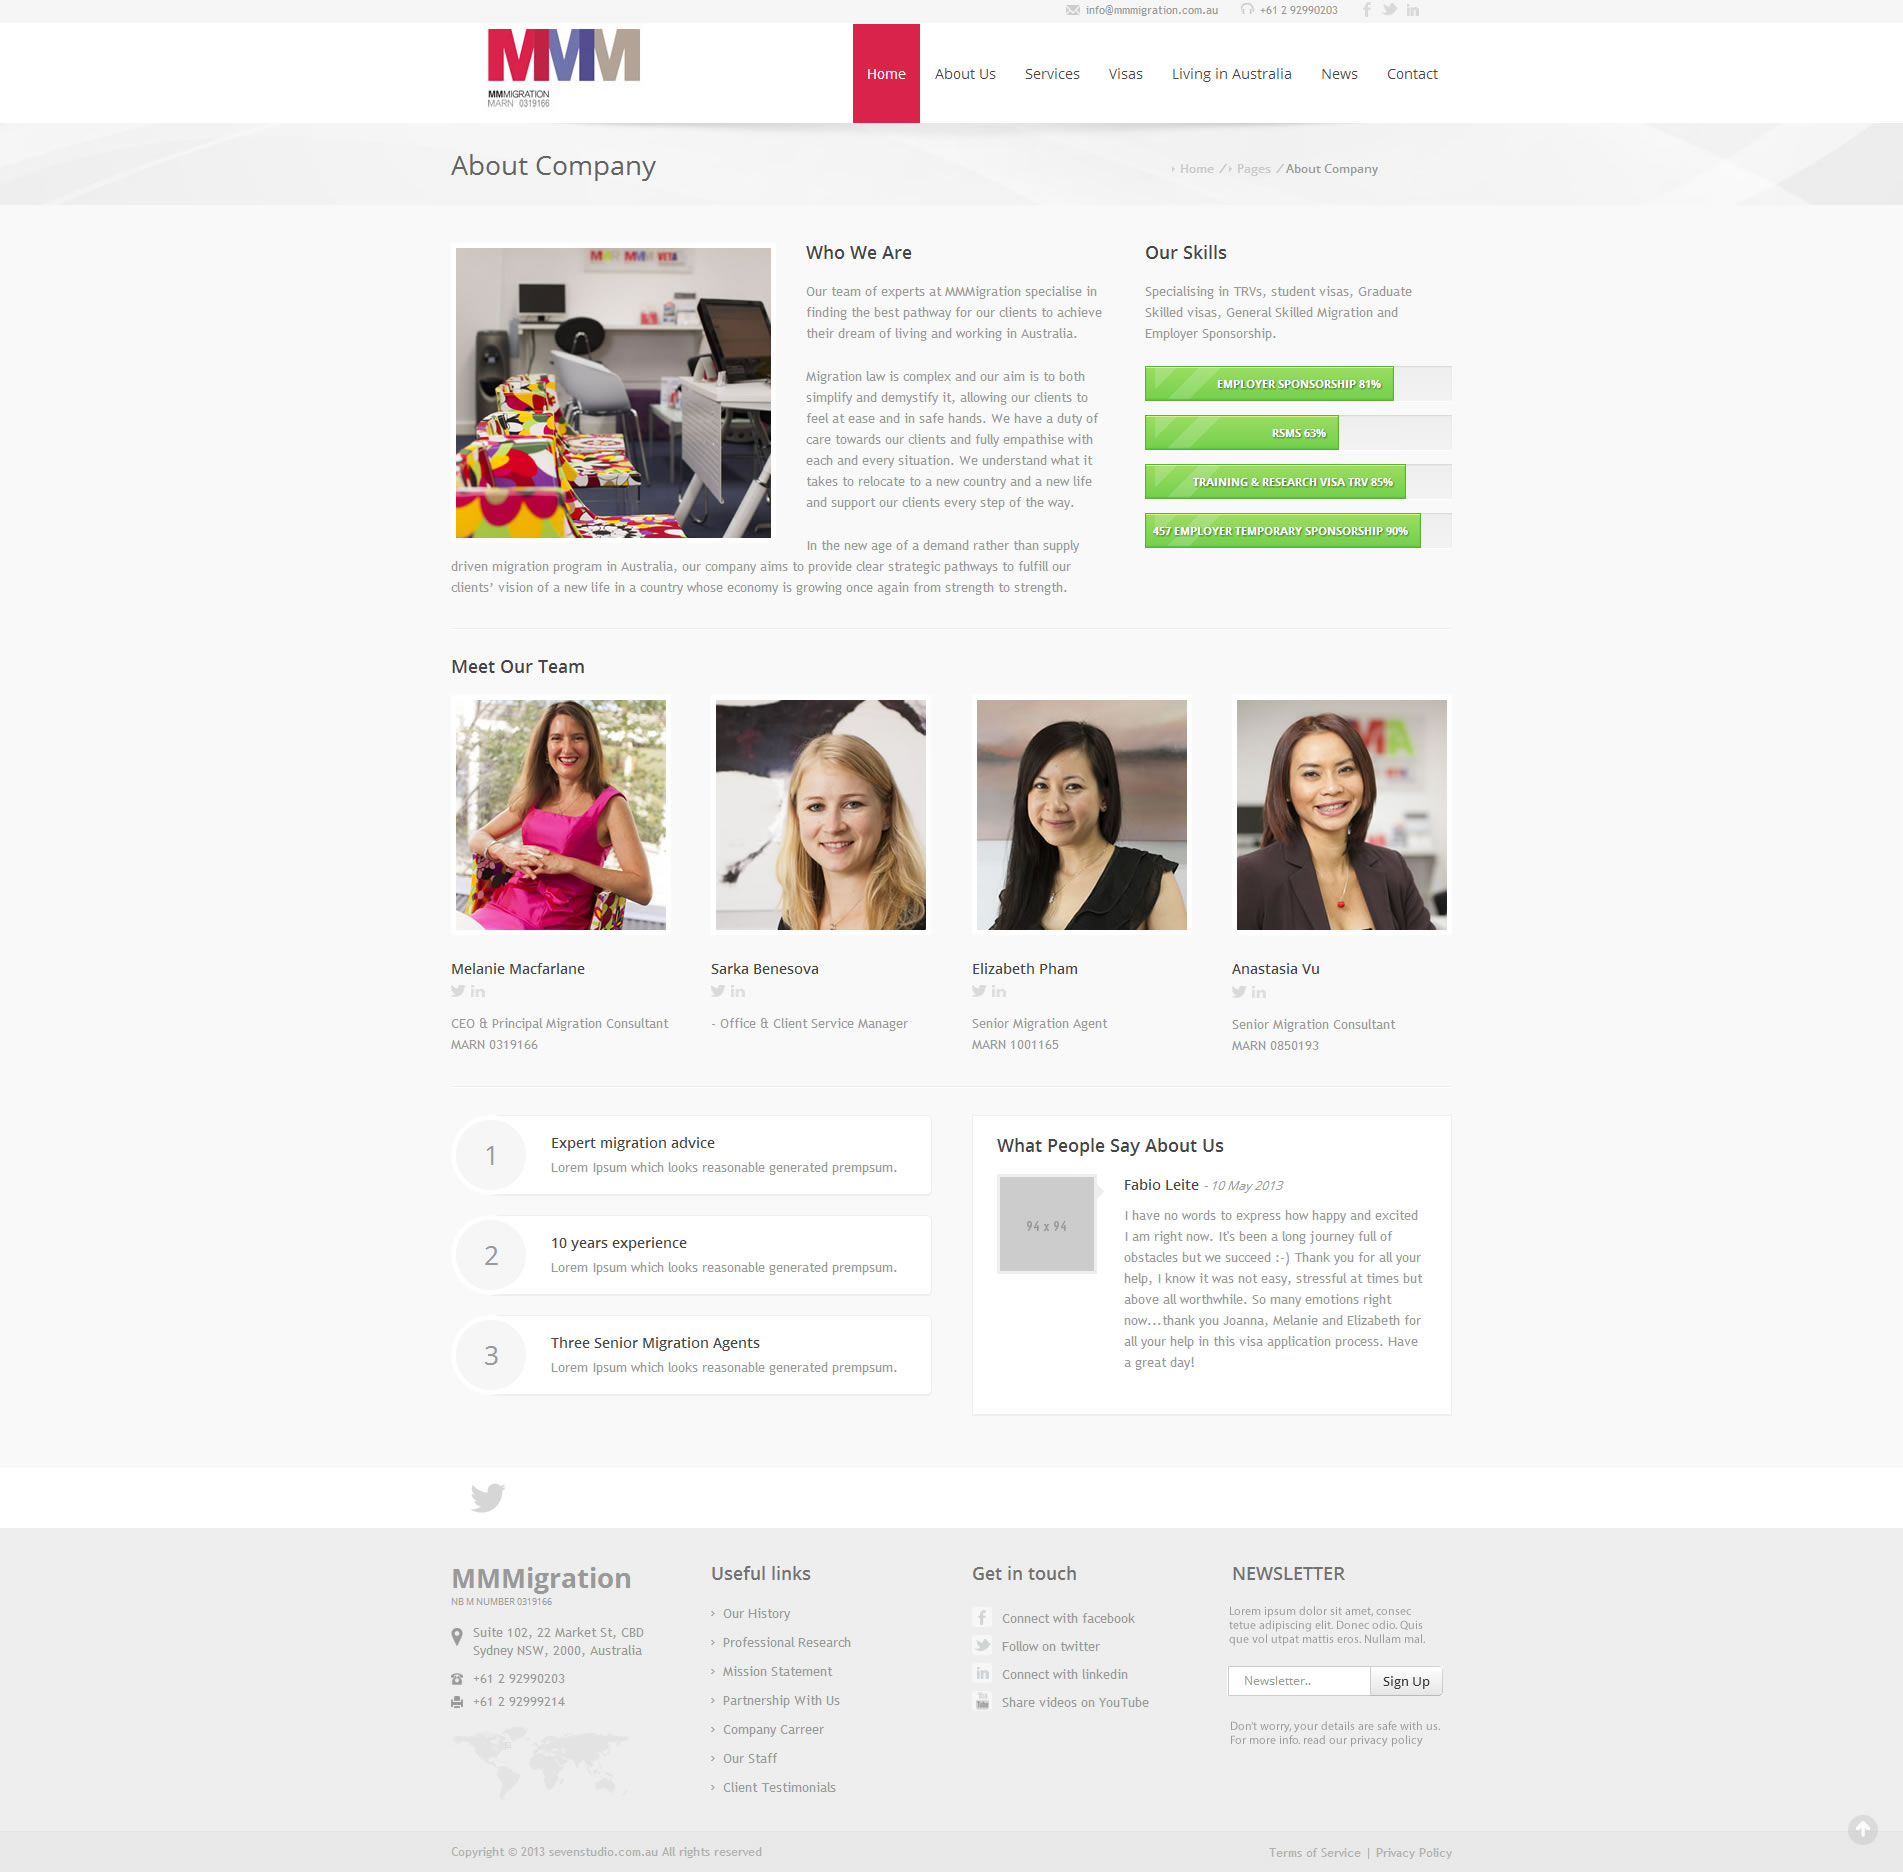 info@mmmigration.com.au +61 2 92990203
MMM
MMMIGRATION
MARN 0319166
Home About Us Services Visas Living in Australia News Contact
About Company
Home / Pages / About Company
MMM VETA
Who We Are
Our team of experts at MMMigration specialise in
finding the best pathway for our clients to achieve
their dream of living and working in Australia.
Migration law is complex and our aim is to both
simplify and demystify it, allowing our clients to
feel at ease and in safe hands. We have a duty of
care towards our clients and fully empathise with
each and every situation. We understand what it
takes to relocate to a new country and a new life
and support our clients every step of the way.
In the new age of a demand rather than supply
driven migration program in Australia, our company aims to provide clear strategic pathways to fulfill our
clients’ vision of a new life in a country whose economy is growing once again from strength to strength.
Our Skills
Specialising in TRVs, student visas, Graduate
Skilled visas, General Skilled Migration and
Employer Sponsorship.
EMPLOYER SPONSORSHIP 81%
RSMS 63%
TRAINING & RESEARCH VISA TRV 85%
457 EMPLOYER TEMPORARY SPONSORSHIP 90%
Meet Our Team
Melanie Macfarlane
CEO & Principal Migration Consultant
MARN 0319166
Sarka Benesova
- Office & Client Service Manager
Elizabeth Pham
Senior Migration Agent
MARN 1001165
Anastasia Vu
Senior Migration Consultant
MARN 0850193
1
Expert migration advice
Lorem Ipsum which looks reasonable generated prempsum.
2
10 years experience
Lorem Ipsum which looks reasonable generated prempsum.
3
Three Senior Migration Agents
Lorem Ipsum which looks reasonable generated prempsum.
What People Say About Us
94 x 94
Fabio Leite - 10 May 2013
I have no words to express how happy and excited
I am right now. It's been a long journey full of
obstacles but we succeed :-) Thank you for all your
help, I know it was not easy, stressful at times but
above all worthwhile. So many emotions right
now...thank you Joanna, Melanie and Elizabeth for
all your help in this visa application process. Have
a great day!
MMMigration
NB M NUMBER 0319166
Suite 102, 22 Market St, CBD
Sydney NSW, 2000, Australia
+61 2 92990203
+61 2 92999214
Useful links
Our History
Professional Research
Mission Statement
Partnership With Us
Company Carreer
Our Staff
Client Testimonials
Get in touch
Connect with facebook
Follow on twitter
Connect with linkedin
Share videos on YouTube
NEWSLETTER
Lorem ipsum dolor sit amet, consec
tetue adipiscing elit. Donec odio. Quis
que vol utpat mattis eros. Nullam mal.
Newsletter.. Sign Up
Don't worry, your details are safe with us.
For more info. read our privacy policy
Copyright © 2013 sevenstudio.com.au All rights reserved
Terms of Service | Privacy Policy